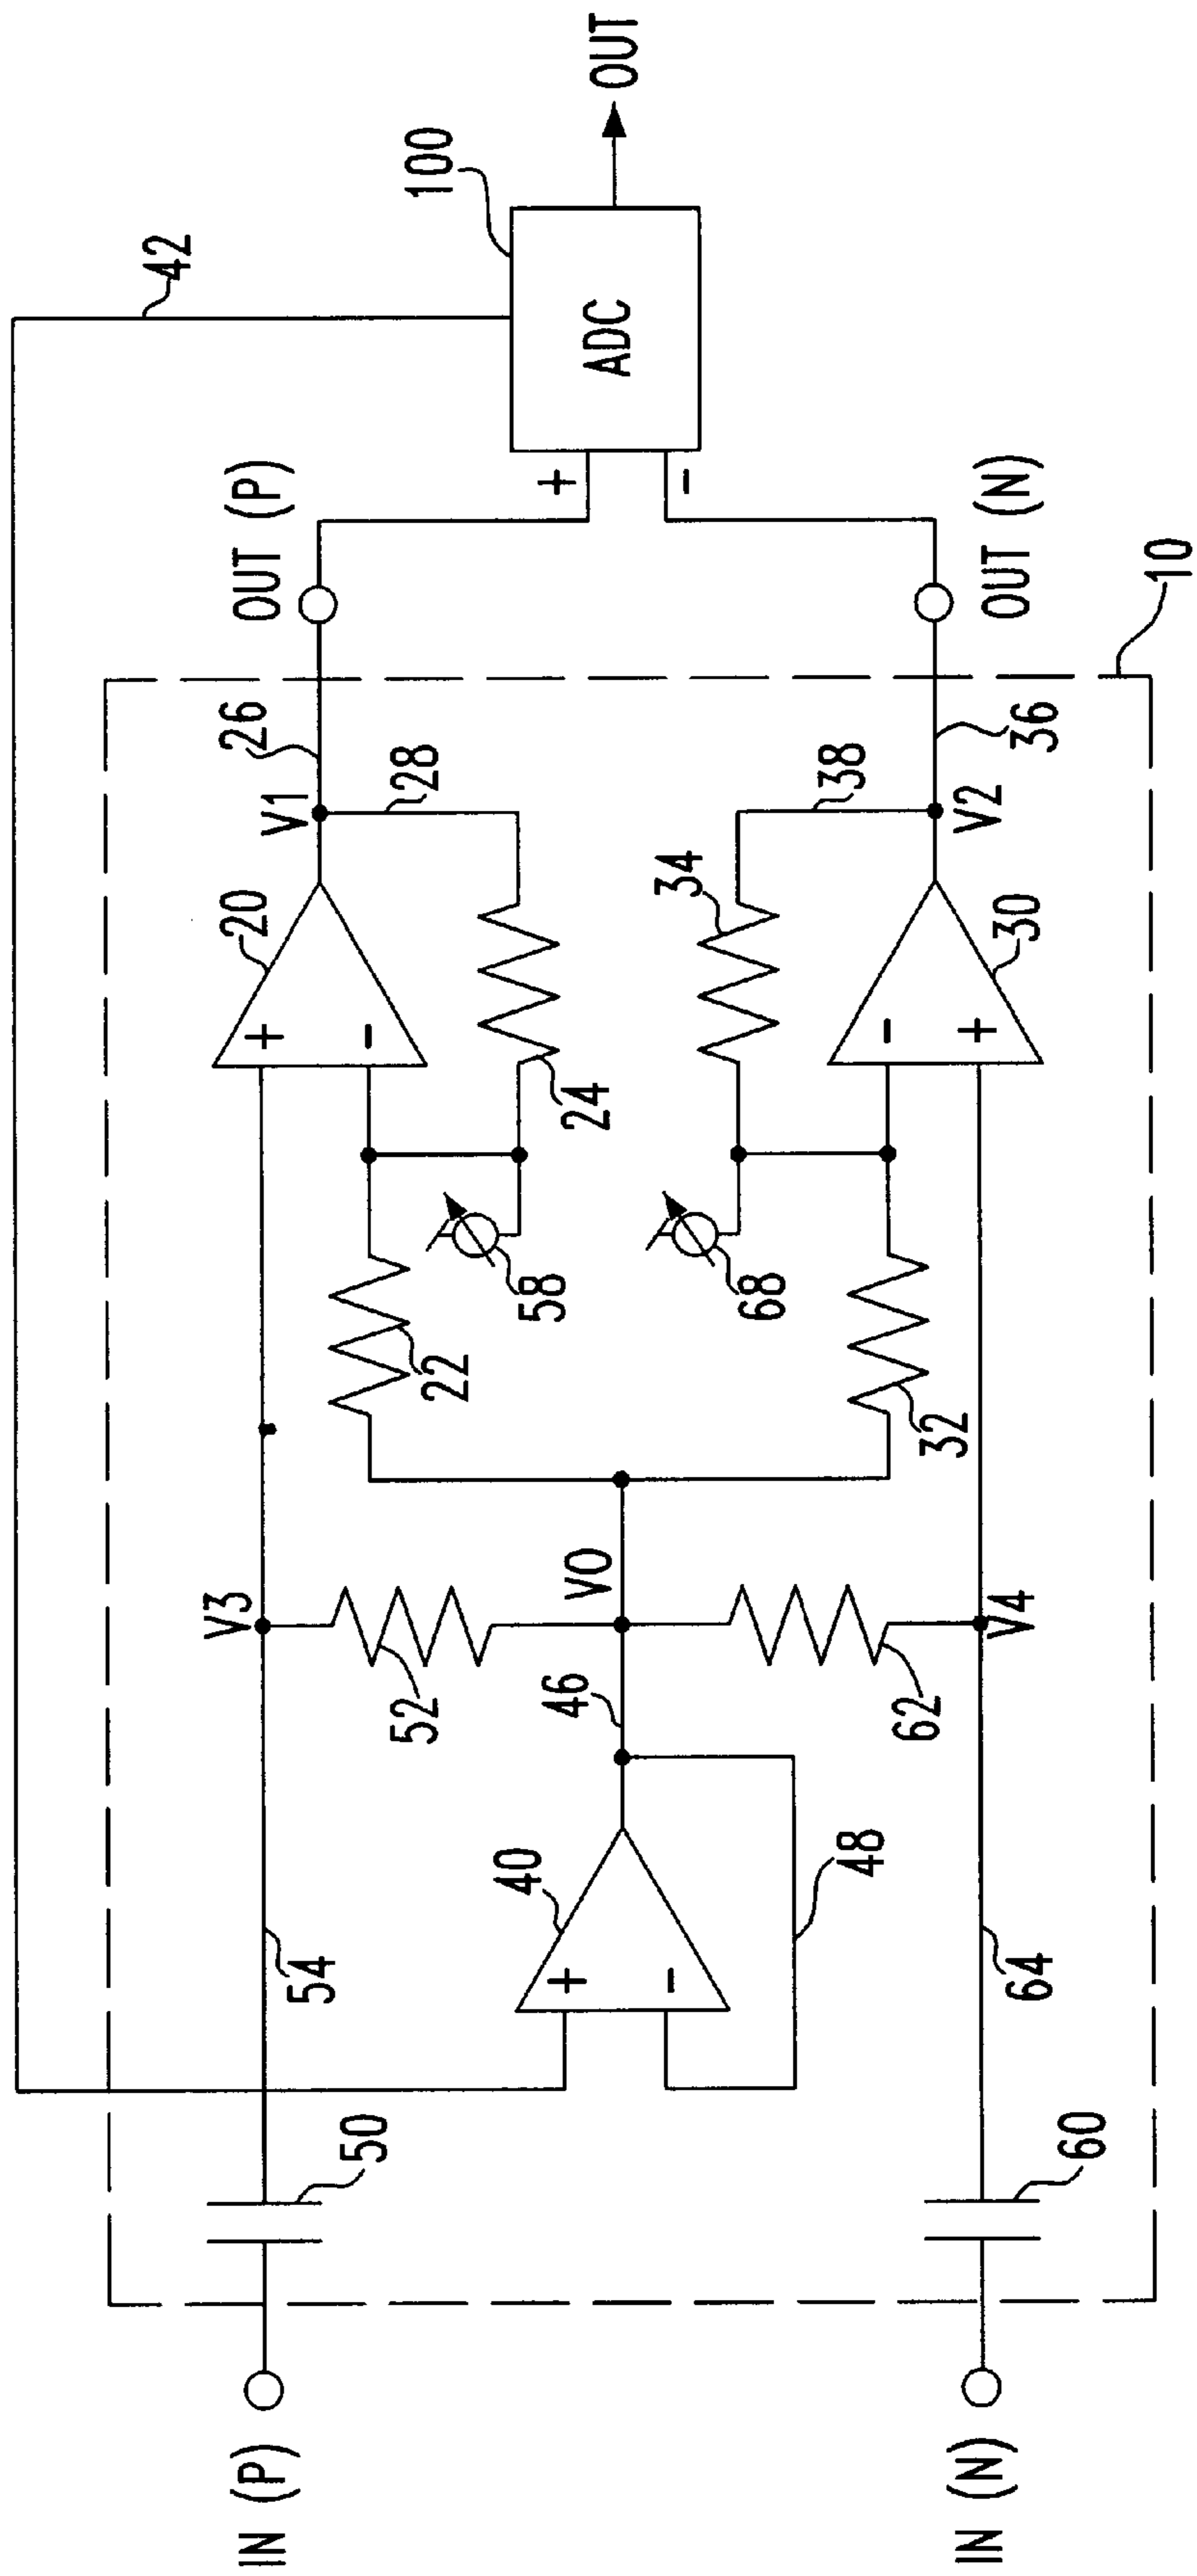 42
100
OUT
ADC
+
-
OUT (P)
OUT (N)
10
26
V1
28
20
+
-
24
58
22
34
38
36
V2
30
-
+
68
32
V3
52
V0
46
62
V4
40
+
-
48
54
64
50
60
IN (P)
IN (N)